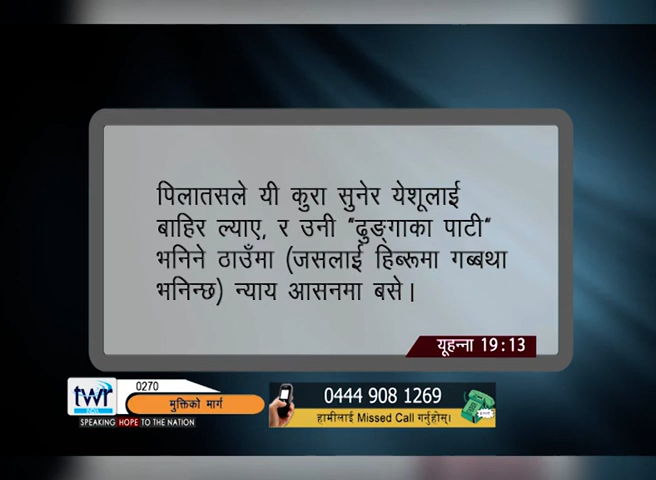 पिलातसले यी कुरा सुनेर येशूलाई
बाहिर ल्याए, र उनी "ढुङ्गाका पाटी"
भनिने ठाउँमा (जसलाई हिब्रूमा गब्बथा
भनिन्छ) न्याय आसनमा बसे।
यूहन्ना 19:13
twr
INDIA
0270
मुक्तिको मार्ग
SPEAKING HOPE TO THE NATION
0444 908 1269
हामीलाई Missed Call गर्नुहोस्।